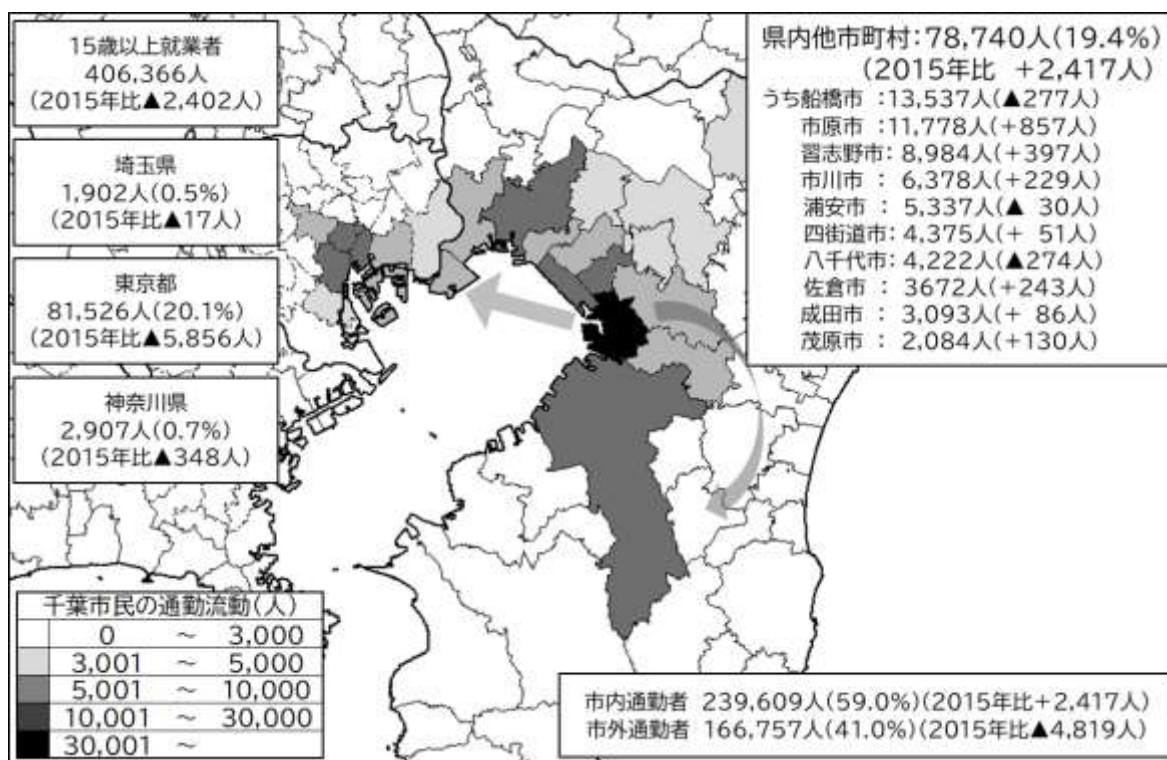 15歳以上就業者
406,366人
(2015年比▲2,402人)
埼玉県
1,902人(0.5%)
(2015年比▲17人)
東京都
81,526人(20.1%)
(2015年比▲5,856人)
神奈川県
2,907人(0.7%)
(2015年比▲348人)
県内他市町村:78,740人(19.4%)
(2015年比 +2,417人)
うち船橋市 :13,537人(▲277人)
市原市 :11,778人(+857人)
習志野市: 8,984人(+397人)
市川市 : 6,378人(+229人)
浦安市 : 5,337人(▲ 30人)
四街道市: 4,375人(+ 51人)
八千代市: 4,222人(▲274人)
佐倉市 : 3672人(+243人)
成田市 : 3,093人(+ 86人)
茂原市 : 2,084人(+130人)
千葉市民の通勤流動(人)
0 ～ 3,000
3,001 ～ 5,000
5,001 ～ 10,000
10,001 ～ 30,000
30,001 ～
市内通勤者 239,609人(59.0%)(2015年比+2,417人)
市外通勤者 166,757人(41.0%)(2015年比▲4,819人)